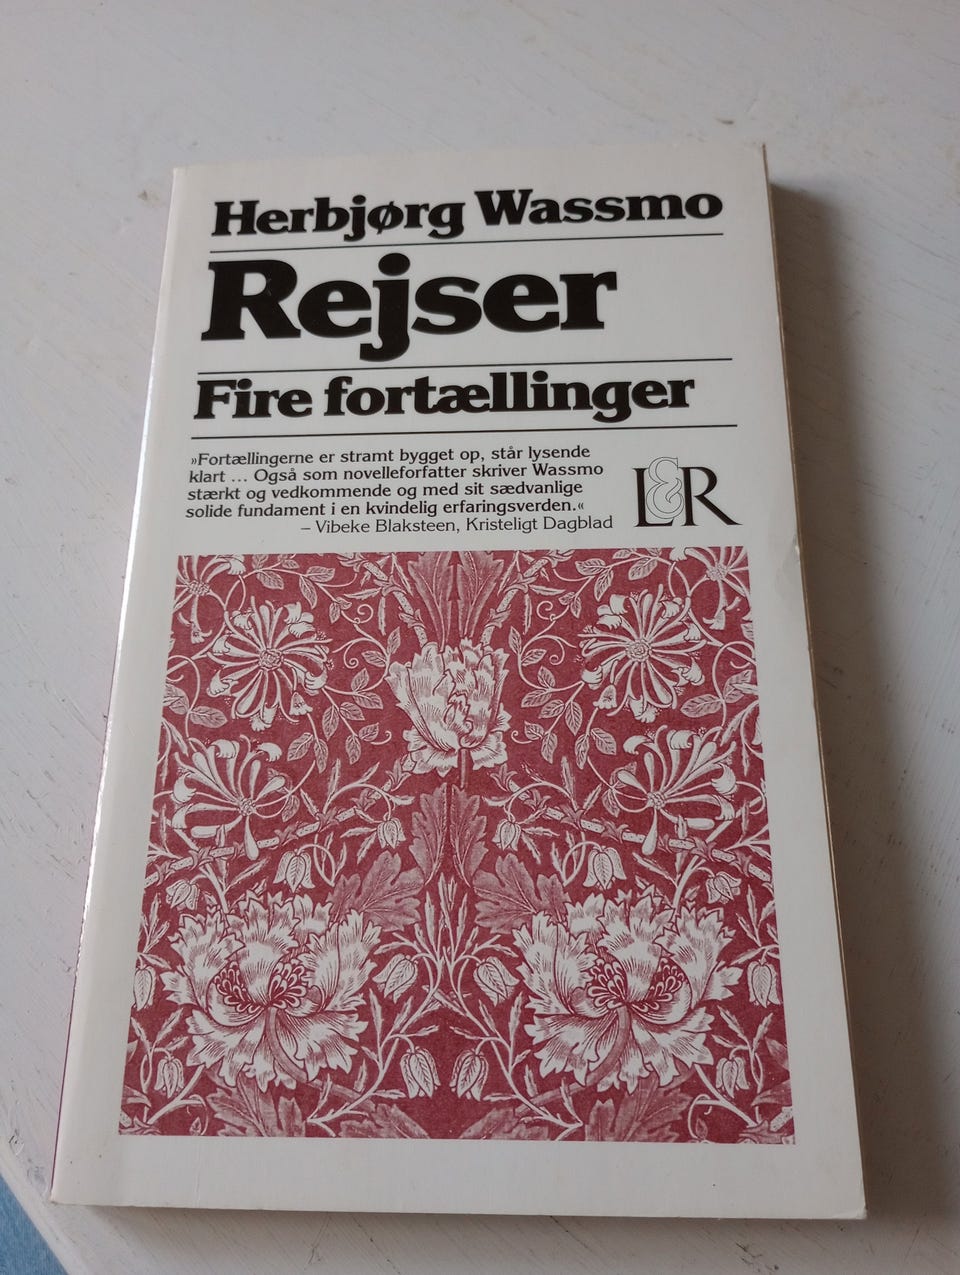 Herbjørg Wassmo
Rejser
Fire fortællinger
»Fortællingerne er stramt bygget op, står lysende
klart ... Også som novelleforfatter skriver Wassmo
stærkt og vedkommende og med sit sædvanlige
solide fundament i en kvindelig erfaringsverden.«
– Vibeke Blaksteen, Kristeligt Dagblad
L&R